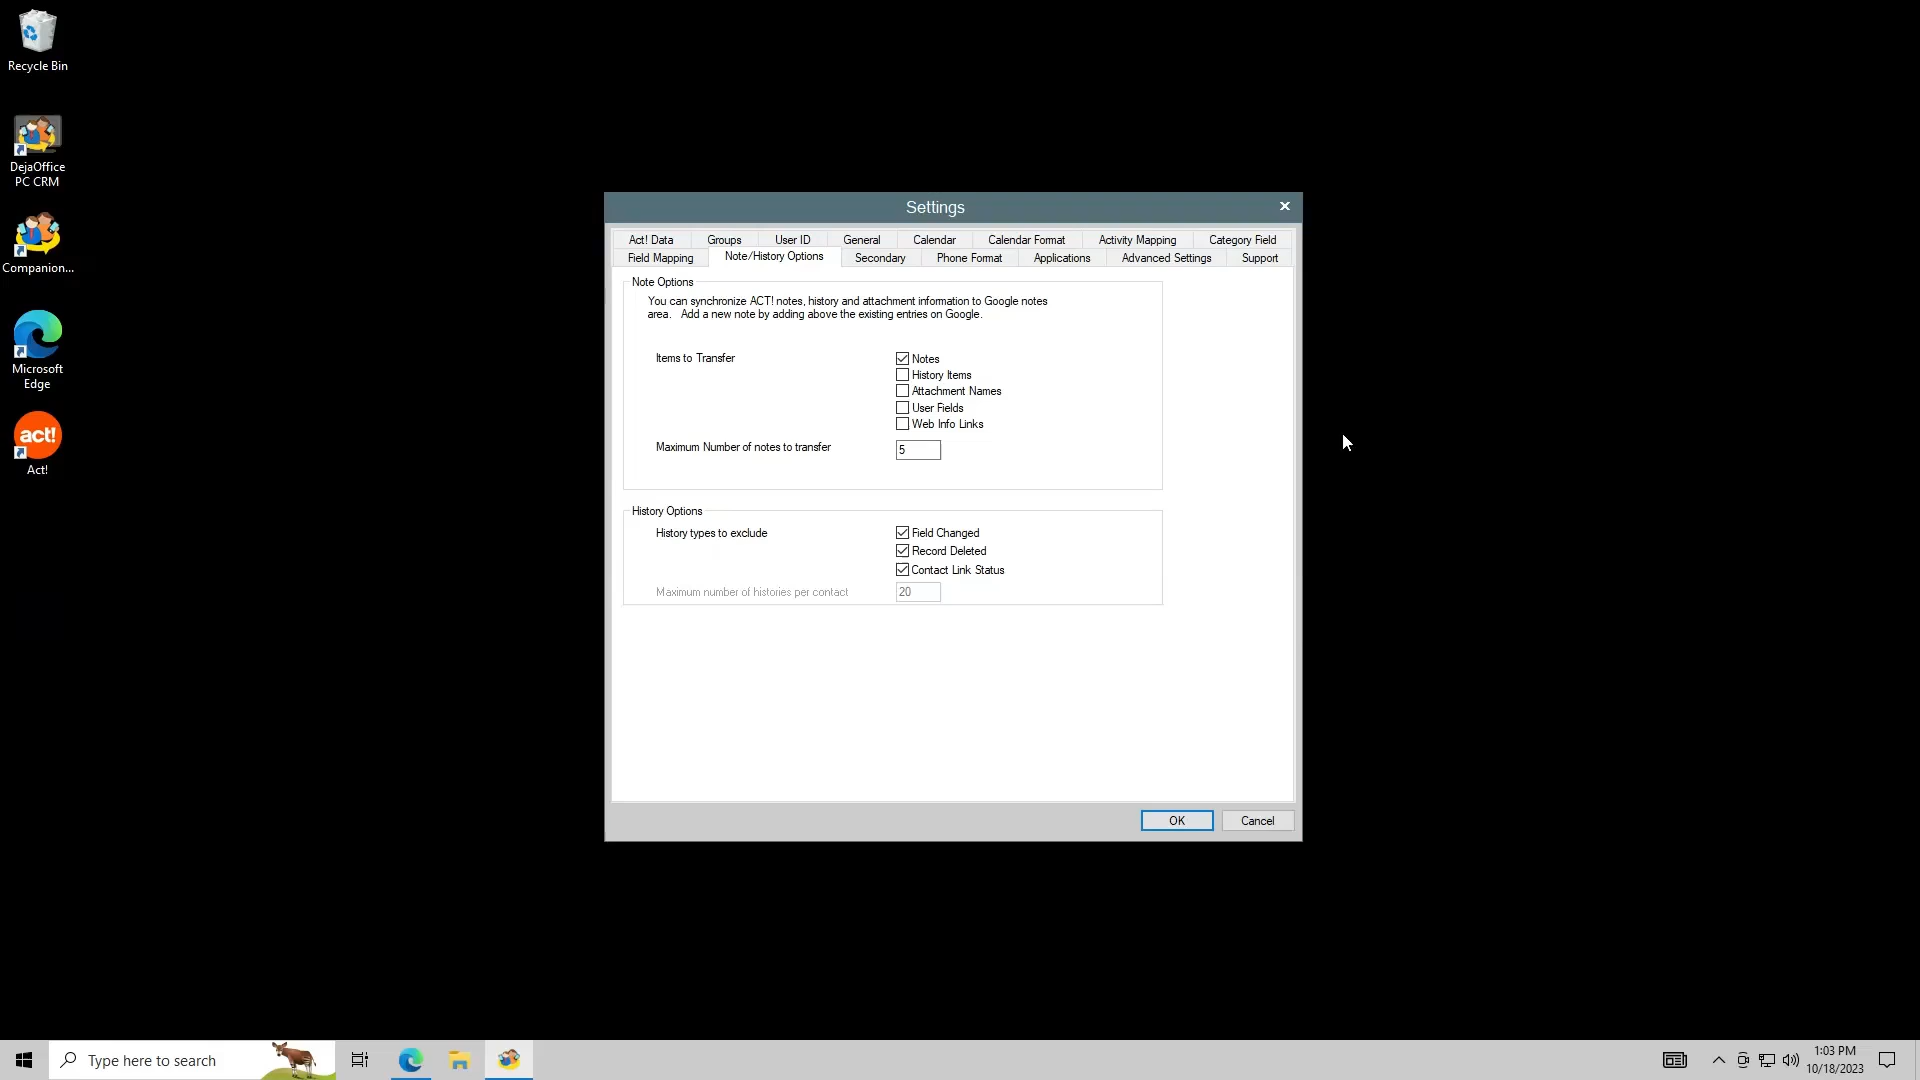 Recycle Bin
DejaOffice
PC CRM
Companion...
Microsoft
Edge
act!
Act!
Settings
Act! Data Groups User ID General Calendar Calendar Format Activity Mapping Category Field
Field Mapping Note/History Options Secondary Phone Format Applications Advanced Settings Support
Note Options
You can synchronize ACT! notes, history and attachment information to Google notes
area. Add a new note by adding above the existing entries on Google.
Items to Transfer Notes
History Items
Attachment Names
User Fields
Web Info Links
Maximum Number of notes to transfer 5
History Options
History types to exclude Field Changed
Record Deleted
Contact Link Status
Maximum number of histories per contact 20
OK Cancel
Type here to search
1:03 PM
10/18/2023